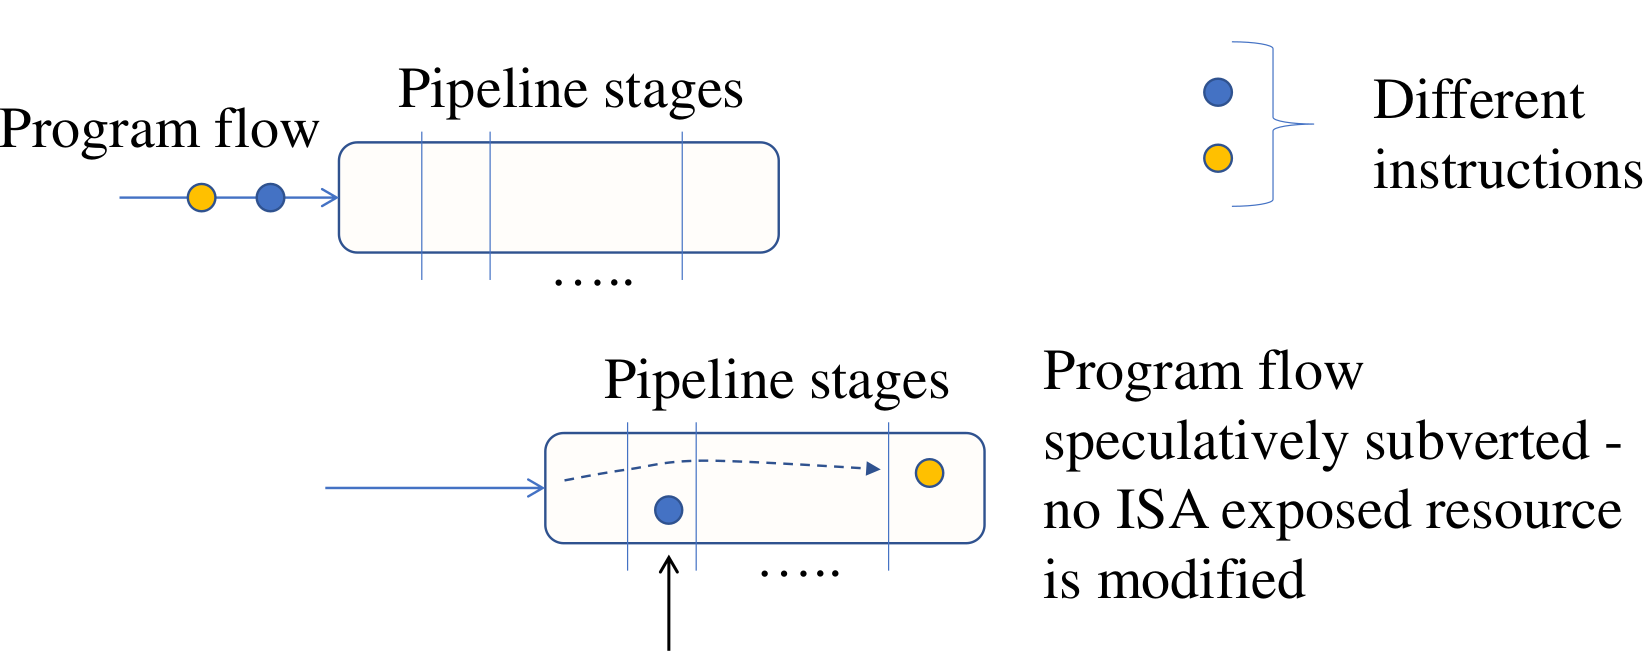 Pipeline stages
Program flow
.....
Different
instructions
Pipeline stages
.....
Program flow
speculatively subverted -
no ISA exposed resource
is modified